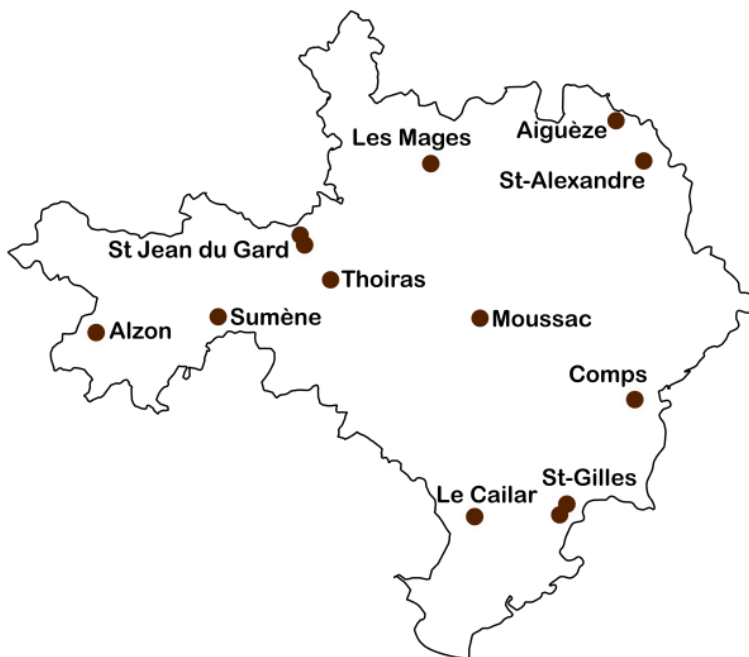 Aiguèze
Les Mages
St-Alexandre
St Jean du Gard
Thoiras
Sumène
Moussac
Alzon
Comps
St-Gilles
Le Cailar